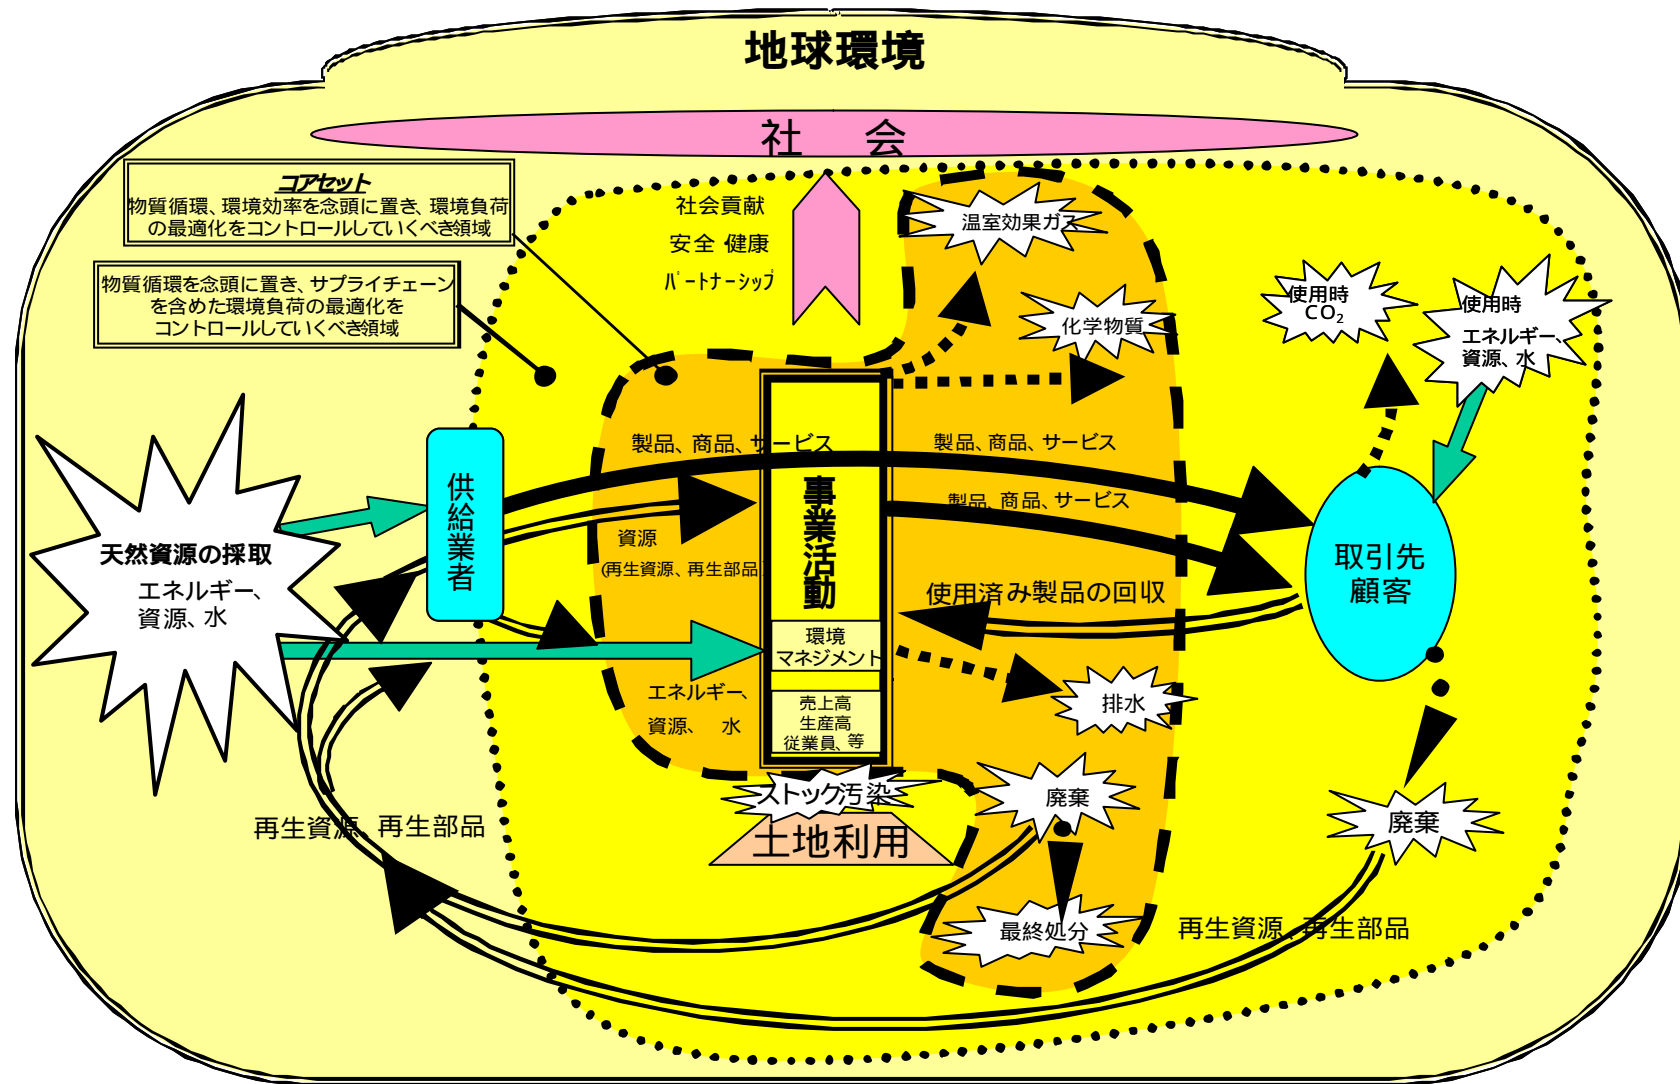 地球環境
社　会
コアセット
物質循環、環境効率を念頭に置き、環境負荷
の最適化をコントロールしていくべき領域
物質循環を念頭に置き、サプライチェーン
を含めた環境負荷の最適化を
コントロールしていくべき領域
社会貢献
安全 健康
パートナーシップ
温室効果ガス
化学物質
使用時
CO₂
使用時
エネルギー、
資源、水
製品、商品、サービス
製品、商品、サービス
製品、商品、サービス
供給業者
事業活動
資源
(再生資源、再生部品)
天然資源の採取
エネルギー、
資源、水
取引先
顧客
使用済み製品の回収
環境
マネジメント
エネルギー、
資源、 水
売上高
生産高
従業員、等
排水
ストック汚染
土地利用
廃棄
廃棄
再生資源、再生部品
最終処分
再生資源、再生部品